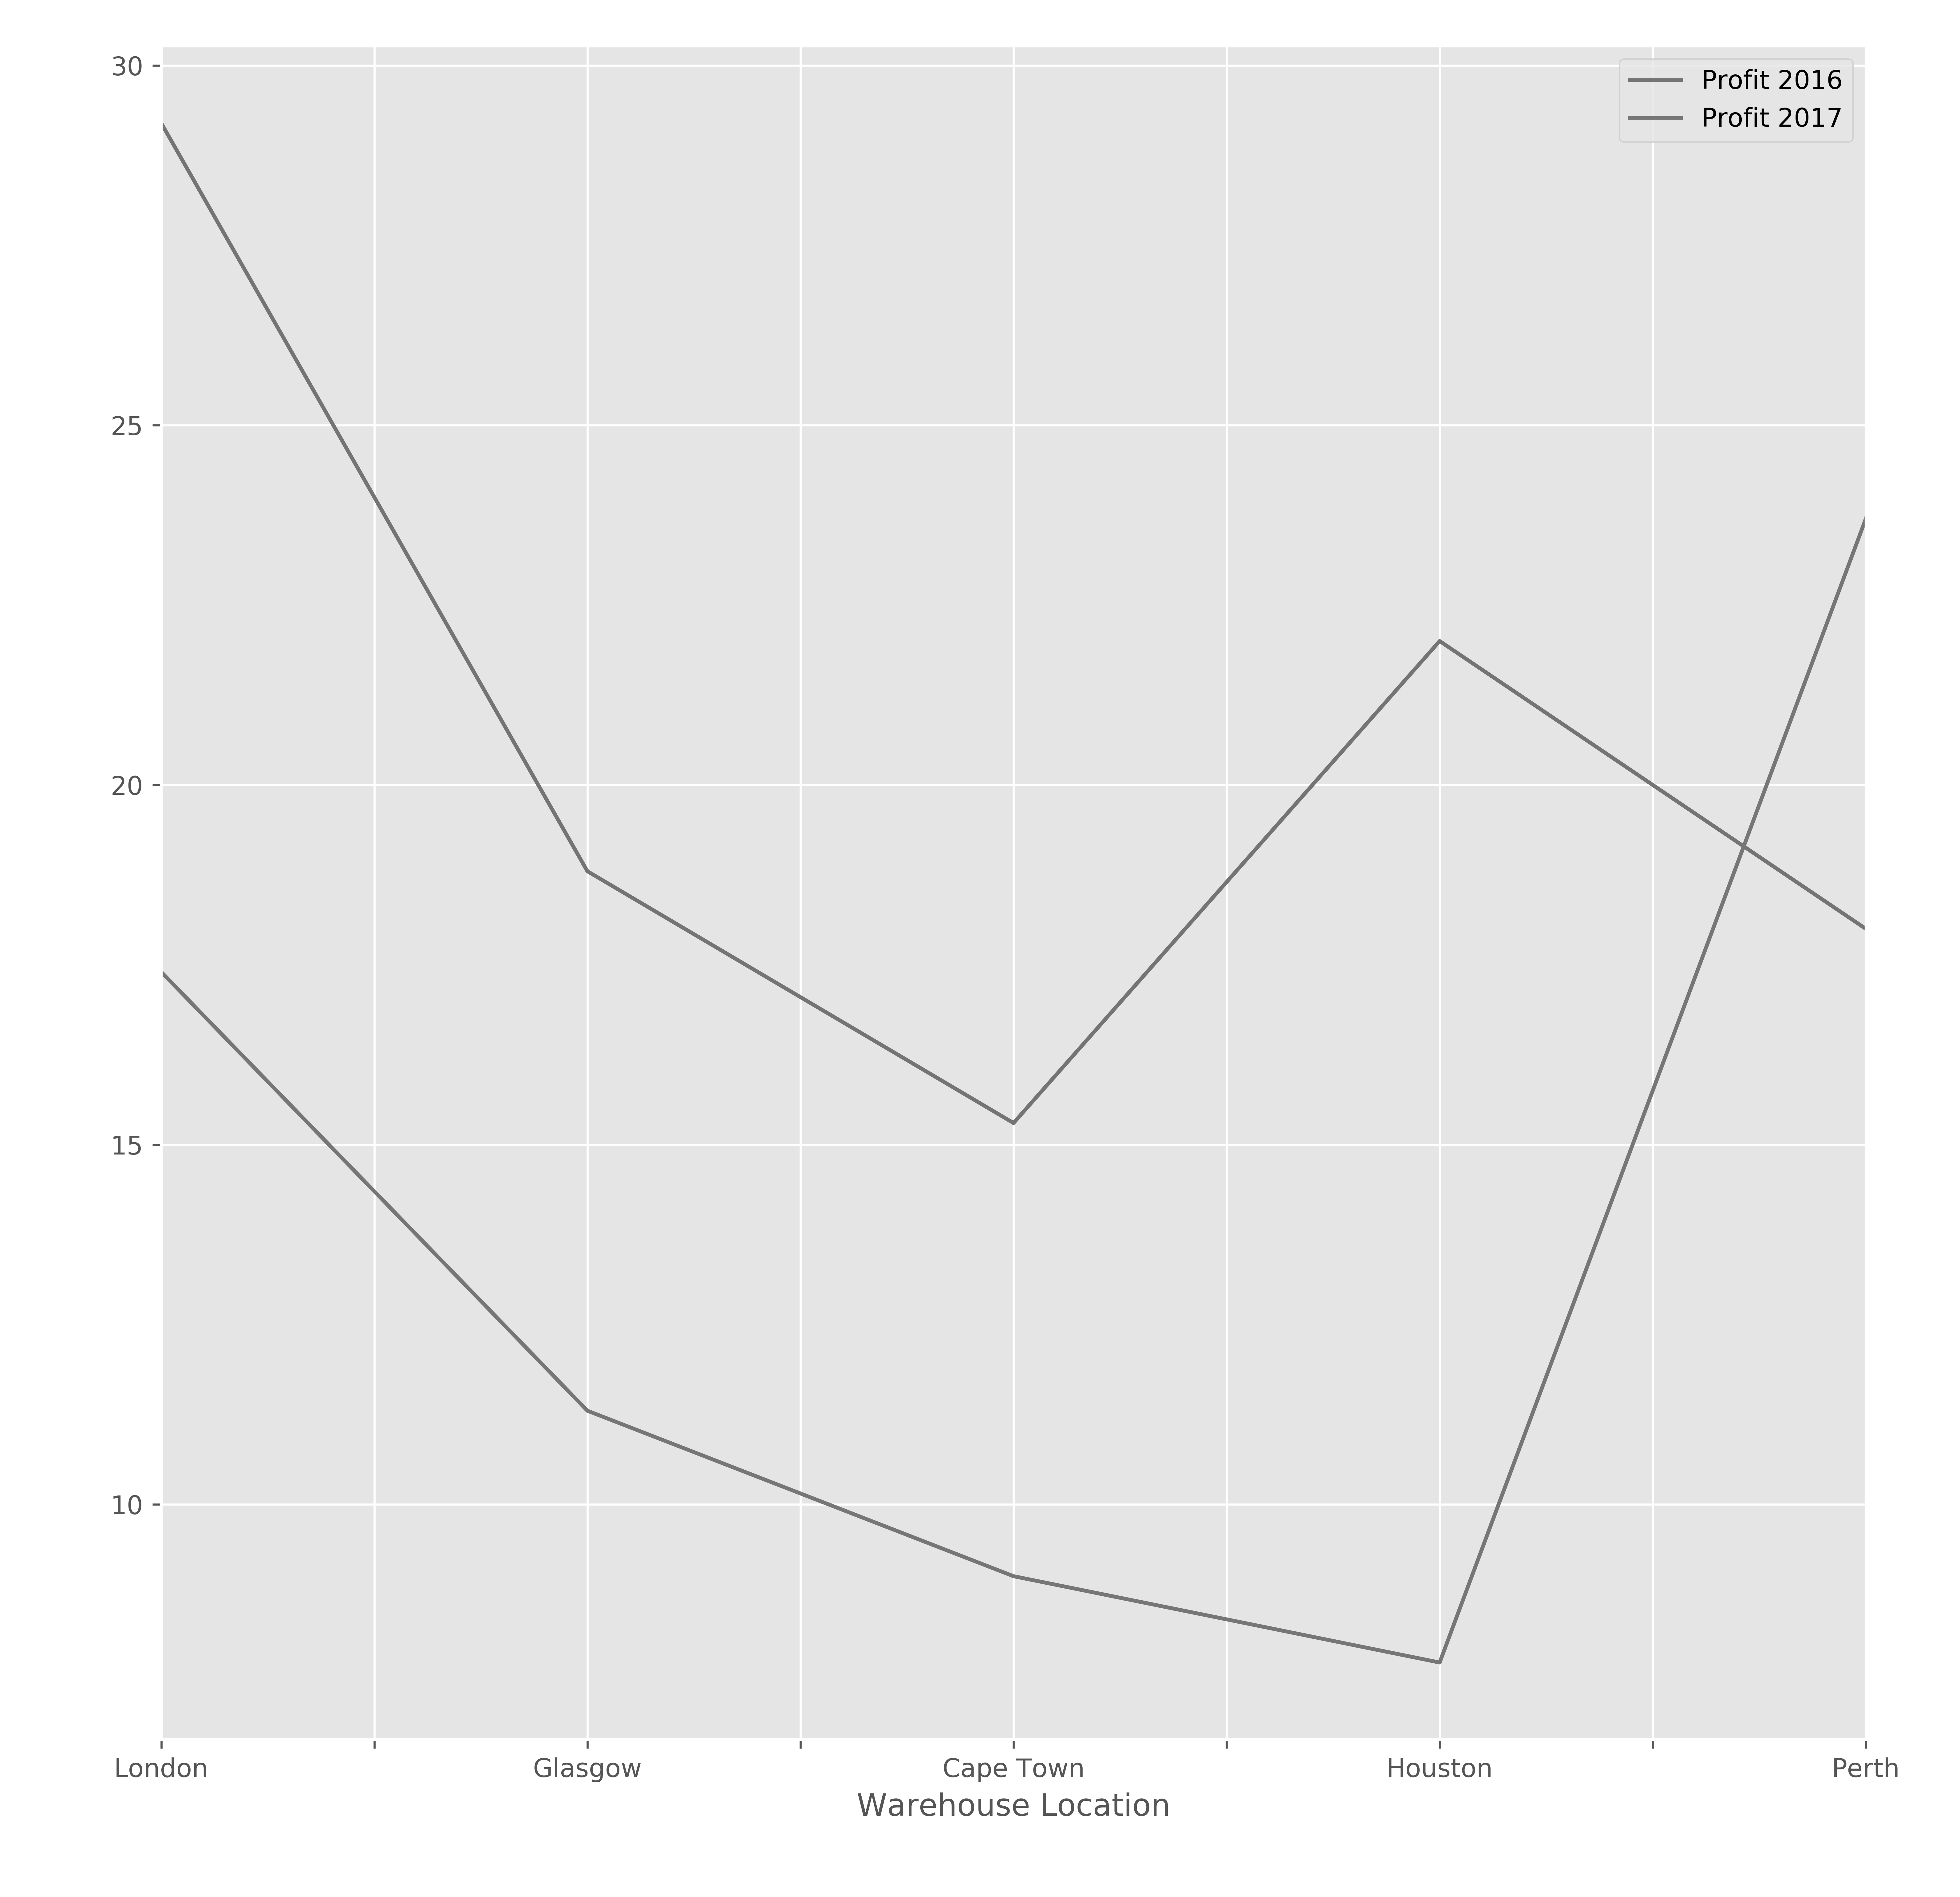 30
25
20
15
10
Profit 2016
Profit 2017
London Glasgow Cape Town Houston Perth
Warehouse Location